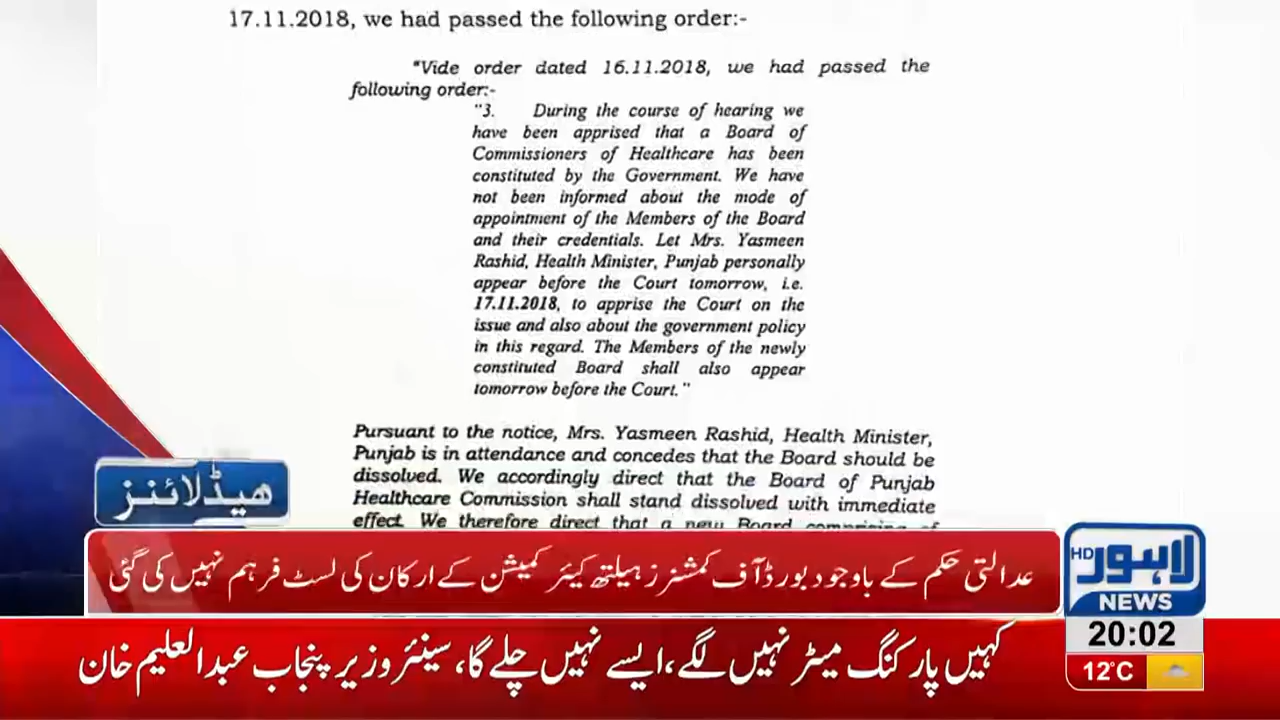 17.11.2018, we had passed the following order:-
"Vide order dated 16.11.2018, we had passed the
following order:-
"3. During the course of hearing we
have been apprised that a Board of
Commissioners of Healthcare has been
constituted by the Government. We have
not been informed about the mode of
appointment of the Members of the Board
and their credentials. Let Mrs. Yasmeen
Rashid, Health Minister, Punjab personally
appear before the Court tomorrow, i.e.
17.11.2018, to apprise the Court on the
issue and also about the government policy
in this regard. The Members of the newly
constituted Board shall also appear
tomorrow before the Court."
Pursuant to the notice, Mrs. Yasmeen Rashid, Health Minister,
Punjab is in attendance and concedes that the Board should be
dissolved. We accordingly direct that the Board of Punjab
Healthcare Commission shall stand dissolved with immediate
effect. We therefore direct that a new Board comprising of
ھیڈلائنز
عدالتی حکم کے باوجود بورڈ آف کمشنرز ہیلتھ کیئر کمیشن کے ارکان کی لسٹ فرہم نہیں کی گئی
کہیں پارکنگ میٹر نہیں لگے، ایسے نہیں چلے گا، سینئر وزیر پنجاب عبدالعلیم خان
HD لاہور
NEWS
20:02
12°C